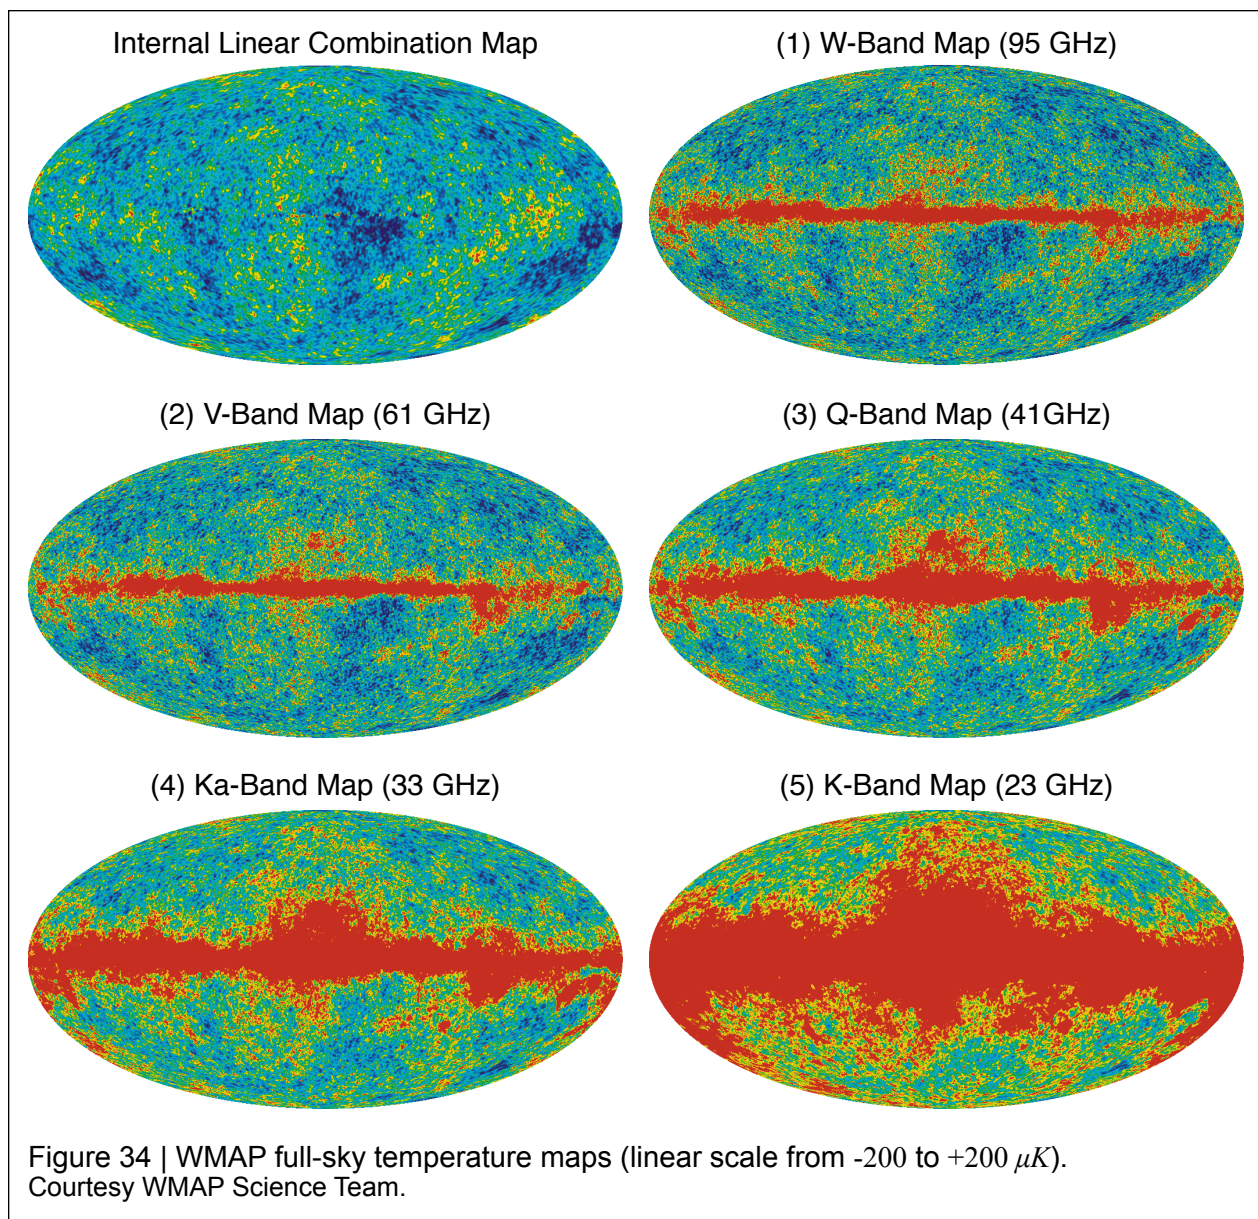 Internal Linear Combination Map
(1) W-Band Map (95 GHz)
(2) V-Band Map (61 GHz)
(3) Q-Band Map (41GHz)
(4) Ka-Band Map (33 GHz)
(5) K-Band Map (23 GHz)
Figure 34 | WMAP full-sky temperature maps (linear scale from -200 to +200 μK).
Courtesy WMAP Science Team.